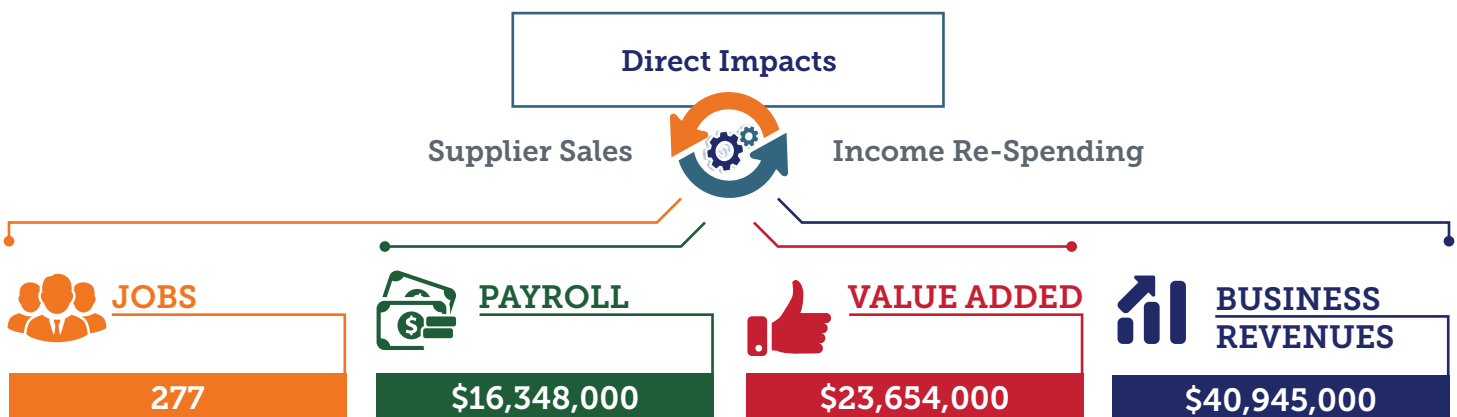 Direct Impacts
Supplier Sales
Income Re-Spending
JOBS
277
PAYROLL
$
$16,348,000
VALUE ADDED
$23,654,000
BUSINESS
REVENUES
$40,945,000